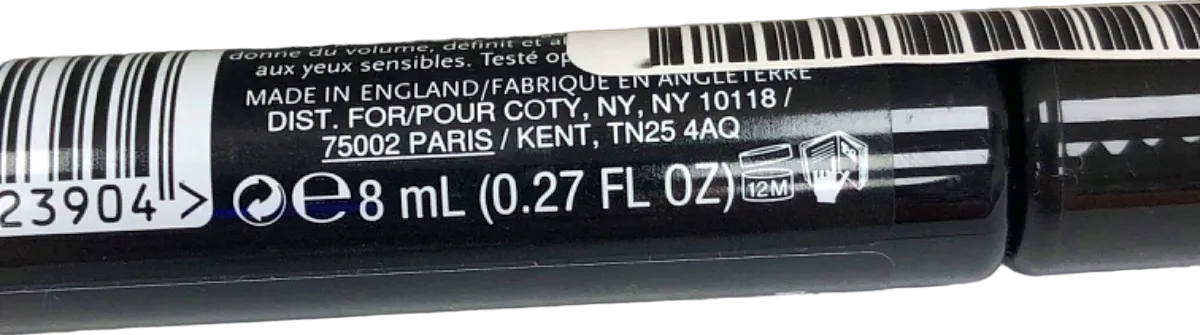 donne du volume, définit et
aux yeux sensibles. Testé
MADE IN ENGLAND/FABRIQUÉ EN ANGLETERRE
DIST. FOR/POUR COTY, NY, NY 10118 /
75002 PARIS / KENT, TN25 4AQ
23904 >
e 8 mL (0.27 FL OZ)
12M